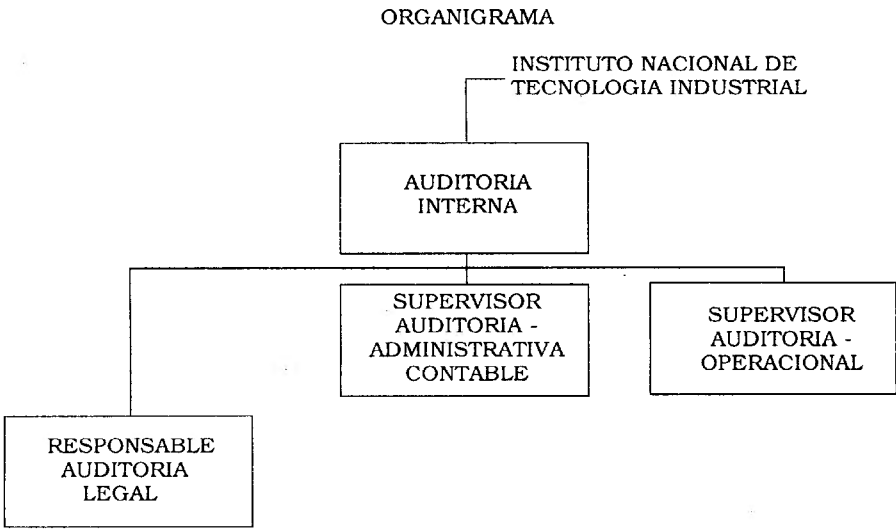 ORGANIGRAMA
INSTITUTO NACIONAL DE
TECNOLOGIA INDUSTRIAL
AUDITORIA
INTERNA
SUPERVISOR
AUDITORIA -
ADMINISTRATIVA
CONTABLE
SUPERVISOR
AUDITORIA -
OPERACIONAL
RESPONSABLE
AUDITORIA
LEGAL